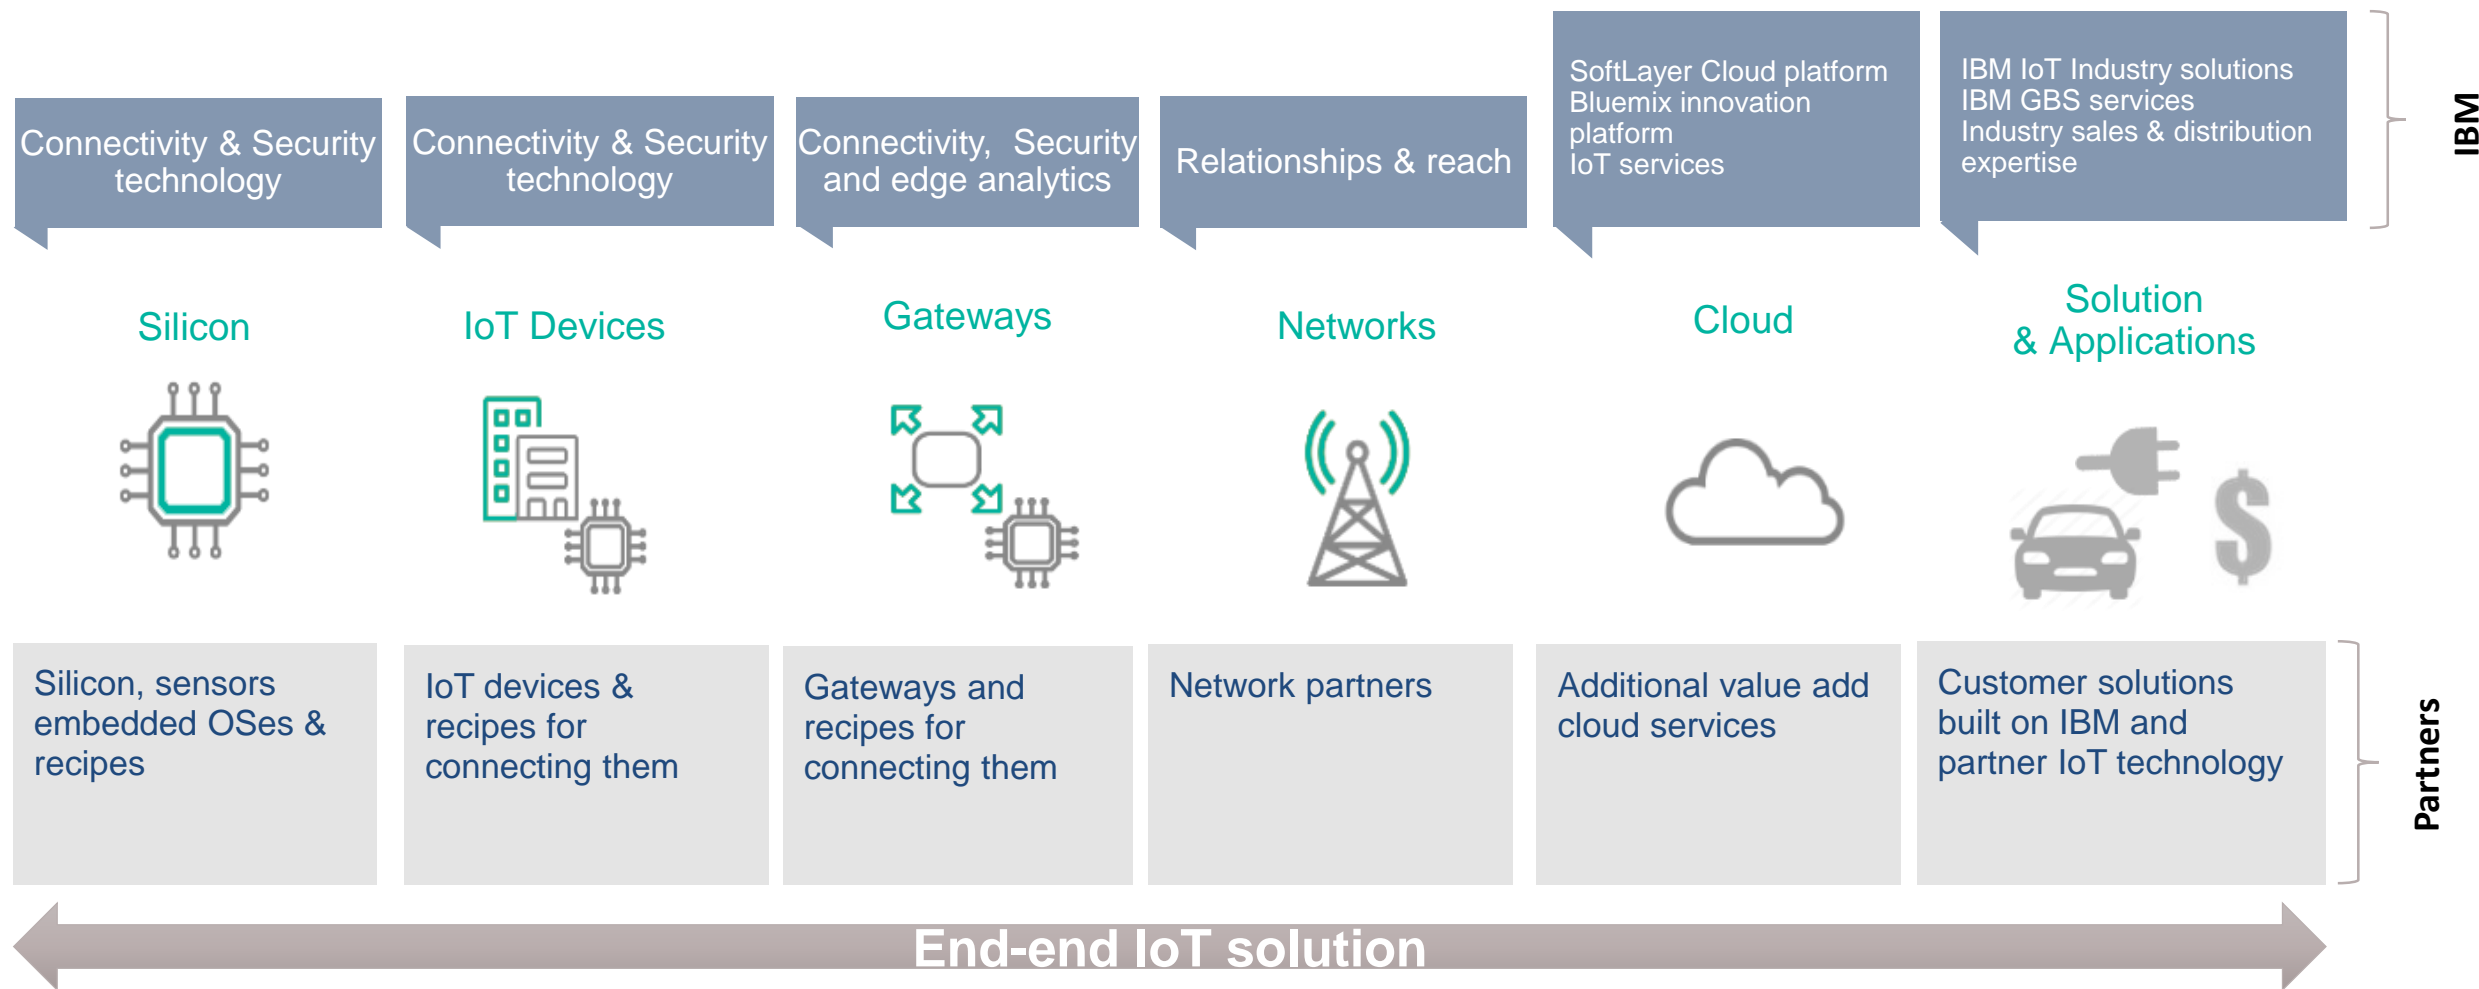 Connectivity & Security
technology
Connectivity & Security
technology
Connectivity, Security
and edge analytics
Relationships & reach
SoftLayer Cloud platform
Bluemix innovation
platform
IoT services
IBM IoT Industry solutions
IBM GBS services
Industry sales & distribution
expertise
IBM
Silicon
IoT Devices
Gateways
Networks
Cloud
Solution
& Applications
$
Silicon, sensors
embedded OSes &
recipes
IoT devices &
recipes for
connecting them
Gateways and
recipes for
connecting them
Network partners
Additional value add
cloud services
Customer solutions
built on IBM and
partner IoT technology
Partners
End-end IoT solution